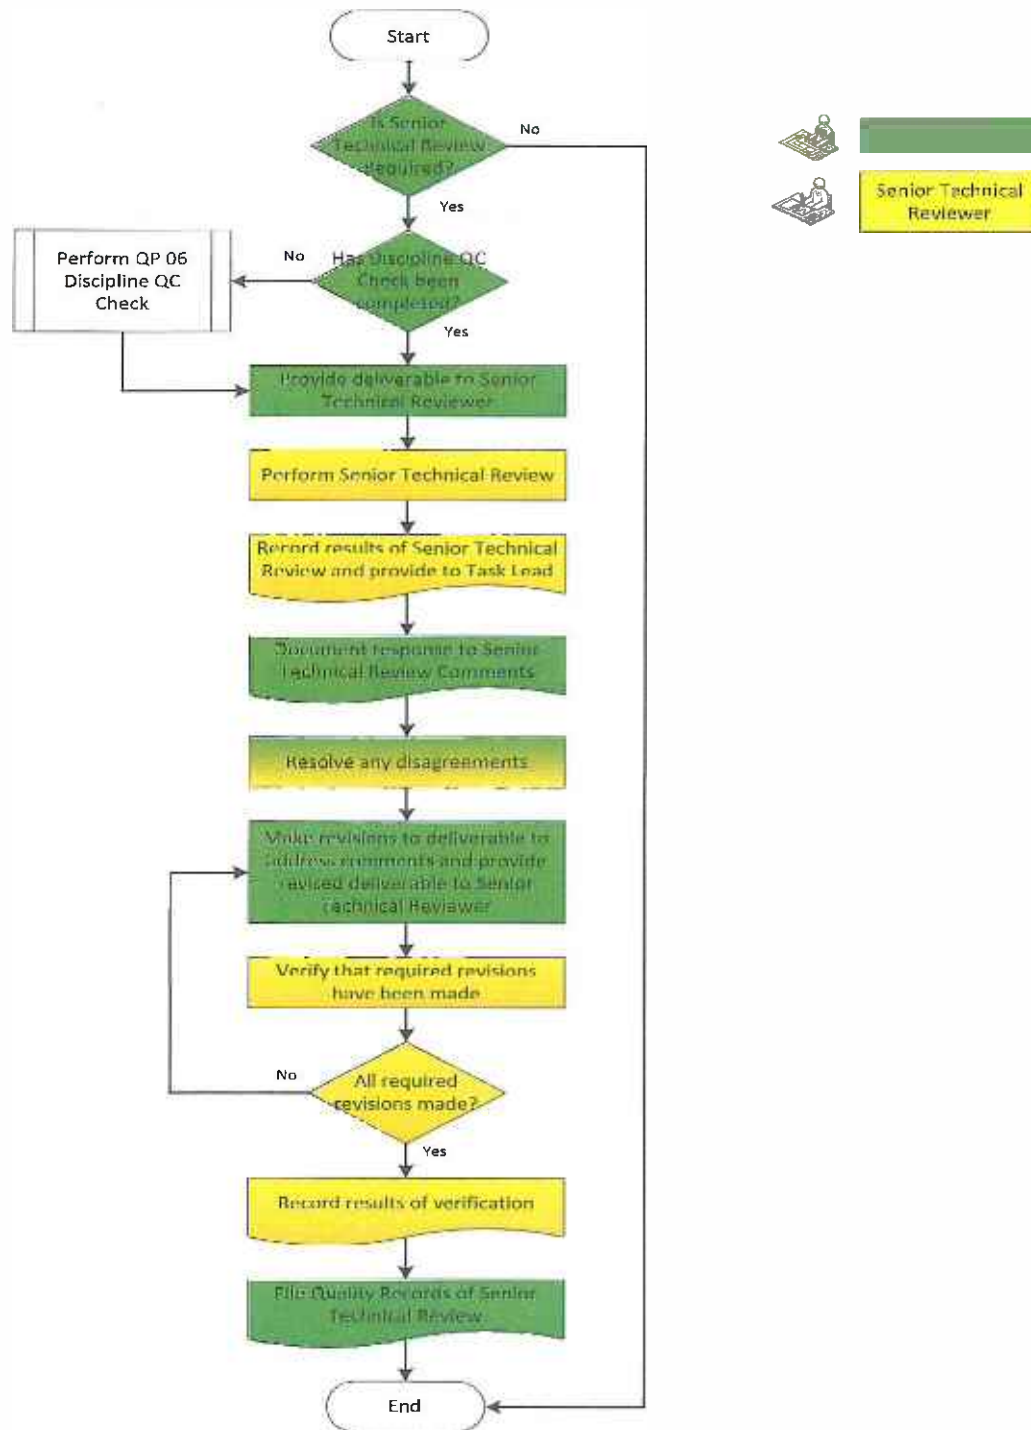 Start
Is Senior
Technical Review
Required?
No
Yes
Senior Technical
Reviewer
Perform QP 06
Discipline QC
Check
No
Has Discipline QC
Check been
completed?
Yes
Provide deliverable to Senior
Technical Reviewer
Perform Senior Technical Review
Record results of Senior Technical
Review and provide to Task Lead
Document response to Senior
Technical Review Comments
Resolve any disagreements
Make revisions to deliverable to
address comments and provide
revised deliverable to Senior
Technical Reviewer
Verify that required revisions
have been made
No
All required
revisions made?
Yes
Record results of verification
File Quality Records of Senior
Technical Review
End